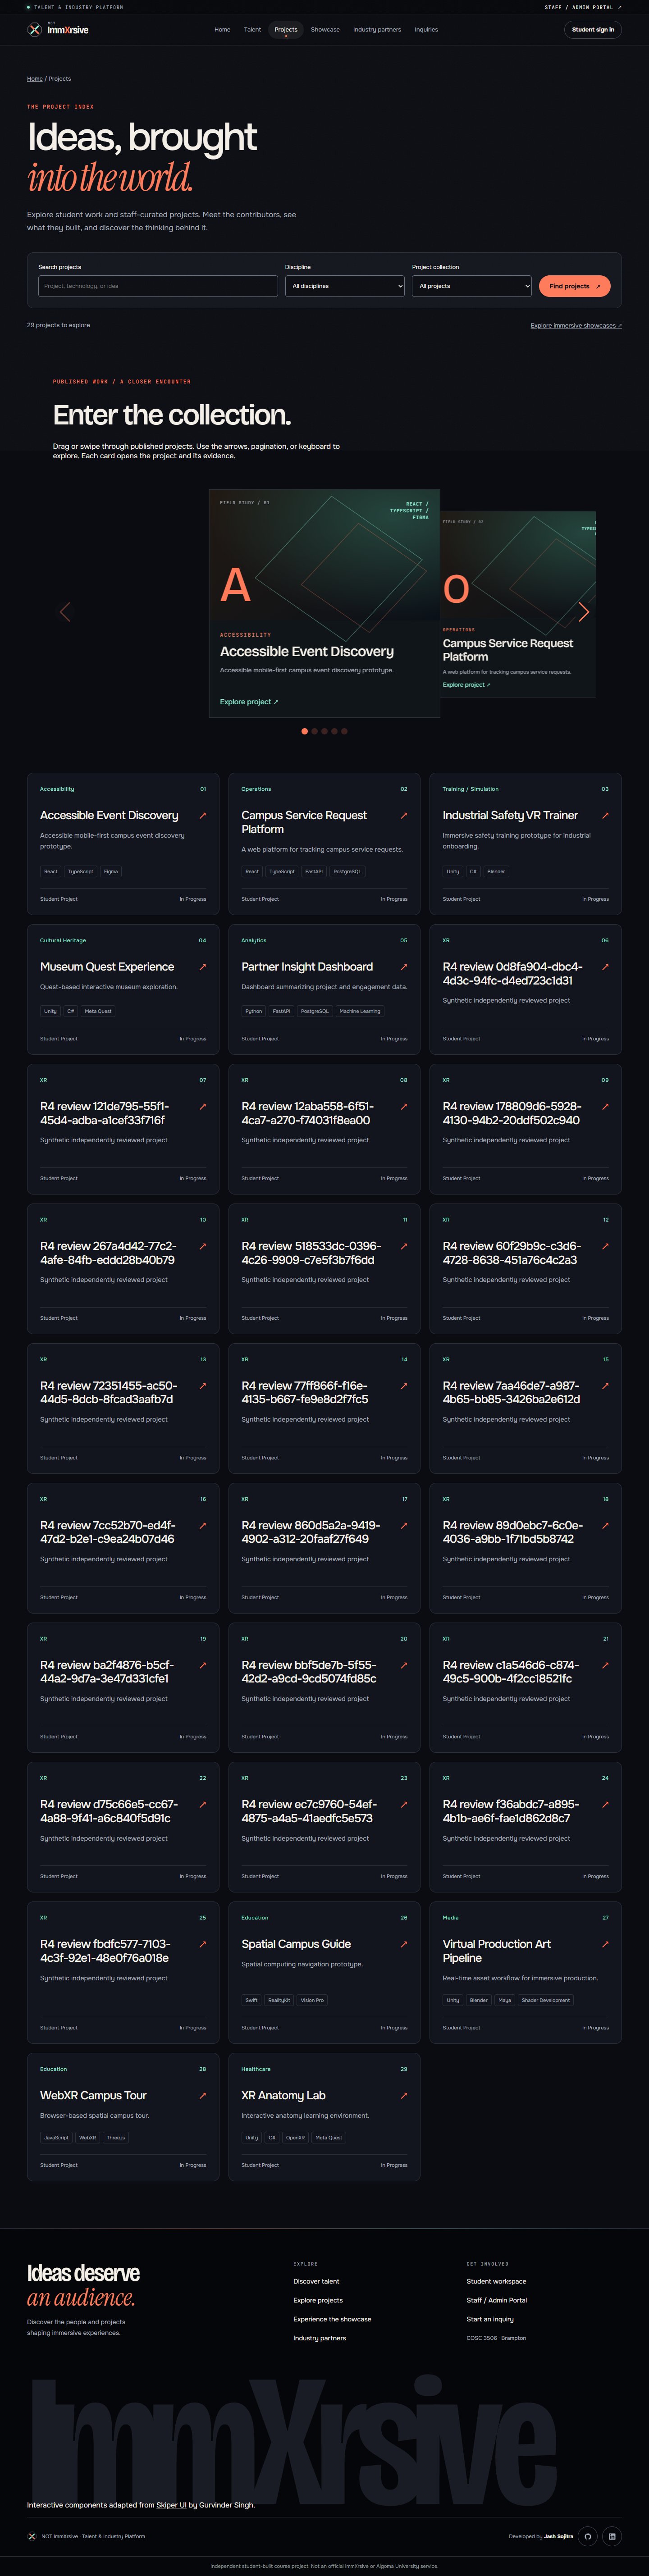 TALENT & INDUSTRY PLATFORM
STAFF / ADMIN PORTAL ↗
NOT
ImmXrsive
Home
Talent
Projects
Showcase
Industry partners
Inquiries
Student sign in
Home / Projects
THE PROJECT INDEX
Ideas, brought
into the world.
Explore student work and staff-curated projects. Meet the contributors, see
what they built, and discover the thinking behind it.
Search projects
Discipline
Project collection
Project, technology, or idea
All disciplines
All projects
Find projects ↗
29 projects to explore
Explore immersive showcases ↗
PUBLISHED WORK / A CLOSER ENCOUNTER
Enter the collection.
Drag or swipe through published projects. Use the arrows, pagination, or keyboard to
explore. Each card opens the project and its evidence.
FIELD STUDY / 01
REACT /
TYPESCRIPT /
FIGMA
A
ACCESSIBILITY
Accessible Event Discovery
Accessible mobile-first campus event discovery prototype.
Explore project ↗
FIELD STUDY / 02
TYPES
O
OPERATIONS
Campus Service Request
Platform
A web platform for tracking campus service requests.
Explore project ↗
Accessibility
01
Accessible Event Discovery
↗
Accessible mobile-first campus event discovery
prototype.
React
TypeScript
Figma
Student Project
In Progress
Operations
02
Campus Service Request
Platform
↗
A web platform for tracking campus service requests.
React
TypeScript
FastAPI
PostgreSQL
Student Project
In Progress
Training / Simulation
03
Industrial Safety VR Trainer
↗
Immersive safety training prototype for industrial
onboarding.
Unity
C#
Blender
Student Project
In Progress
Cultural Heritage
04
Museum Quest Experience
↗
Quest-based interactive museum exploration.
Unity
C#
Meta Quest
Student Project
In Progress
Analytics
05
Partner Insight Dashboard
↗
Dashboard summarizing project and engagement data.
Python
FastAPI
PostgreSQL
Machine Learning
Student Project
In Progress
XR
06
R4 review 0d8fa904-dbc4-
4d3c-94fc-d4ed723c1d31
↗
Synthetic independently reviewed project
Student Project
In Progress
XR
07
R4 review 121de795-55f1-
45d4-adba-a1cef33f716f
↗
Synthetic independently reviewed project
Student Project
In Progress
XR
08
R4 review 12aba558-6f51-
4ca7-a270-f74031f8ea00
↗
Synthetic independently reviewed project
Student Project
In Progress
XR
09
R4 review 178809d6-5928-
4130-94b2-20ddf502c940
↗
Synthetic independently reviewed project
Student Project
In Progress
XR
10
R4 review 267a4d42-77c2-
4afe-84fb-eddd28b40b79
↗
Synthetic independently reviewed project
Student Project
In Progress
XR
11
R4 review 518533dc-0396-
4c26-9909-c7e5f3b7f6dd
↗
Synthetic independently reviewed project
Student Project
In Progress
XR
12
R4 review 60f29b9c-c3d6-
4728-8638-451a76c4c2a3
↗
Synthetic independently reviewed project
Student Project
In Progress
XR
13
R4 review 72351455-ac50-
44d5-8dcb-8fcad3aafb7d
↗
Synthetic independently reviewed project
Student Project
In Progress
XR
14
R4 review 77ff866f-f16e-
4135-b667-fe9e8d2f7fc5
↗
Synthetic independently reviewed project
Student Project
In Progress
XR
15
R4 review 7aa46de7-a987-
4b65-bb85-3426ba2e612d
↗
Synthetic independently reviewed project
Student Project
In Progress
XR
16
R4 review 7cc52b70-ed4f-
47d2-b2e1-c9ea24b07d46
↗
Synthetic independently reviewed project
Student Project
In Progress
XR
17
R4 review 860d5a2a-9419-
4902-a312-20faaf27f649
↗
Synthetic independently reviewed project
Student Project
In Progress
XR
18
R4 review 89d0ebc7-6c0e-
4036-a9bb-1f71bd5b8742
↗
Synthetic independently reviewed project
Student Project
In Progress
XR
19
R4 review ba2f4876-b5cf-
44a2-9d7a-3e47d331cfe1
↗
Synthetic independently reviewed project
Student Project
In Progress
XR
20
R4 review bbf5de7b-5f55-
42d2-a9cd-9cd5074fd85c
↗
Synthetic independently reviewed project
Student Project
In Progress
XR
21
R4 review c1a546d6-c874-
49c5-900b-4f2cc18521fc
↗
Synthetic independently reviewed project
Student Project
In Progress
XR
22
R4 review d75c66e5-cc67-
4a88-9f41-a6c840f5d91c
↗
Synthetic independently reviewed project
Student Project
In Progress
XR
23
R4 review ec7c9760-54ef-
4875-a4a5-41aedfc5e573
↗
Synthetic independently reviewed project
Student Project
In Progress
XR
24
R4 review f36abdc7-a895-
4b1b-ae6f-fae1d862d8c7
↗
Synthetic independently reviewed project
Student Project
In Progress
XR
25
R4 review fbdfc577-7103-
4c3f-92e1-48e0f76a018e
↗
Synthetic independently reviewed project
Student Project
In Progress
Education
26
Spatial Campus Guide
↗
Spatial computing navigation prototype.
Swift
RealityKit
Vision Pro
Student Project
In Progress
Media
27
Virtual Production Art
Pipeline
↗
Real-time asset workflow for immersive production.
Unity
Blender
Maya
Shader Development
Student Project
In Progress
Education
28
WebXR Campus Tour
↗
Browser-based spatial campus tour.
JavaScript
WebXR
Three.js
Student Project
In Progress
Healthcare
29
XR Anatomy Lab
↗
Interactive anatomy learning environment.
Unity
C#
OpenXR
Meta Quest
Student Project
In Progress
Ideas deserve
an audience.
Discover the people and projects
shaping immersive experiences.
EXPLORE
Discover talent
Explore projects
Experience the showcase
Industry partners
GET INVOLVED
Student workspace
Staff / Admin Portal
Start an inquiry
COSC 3506 · Brampton
ImmXrsive
Interactive components adapted from Skiper UI by Gurvinder Singh.
NOT ImmXrsive · Talent & Industry Platform
Developed by Jash Sojitra
Independent student-built course project. Not an official ImmXrsive or Algoma University service.